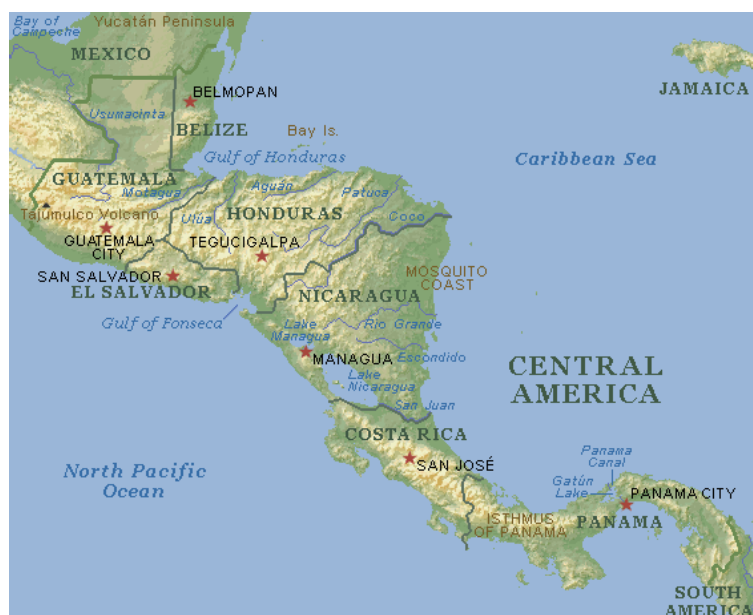 Bay of
Campeche
Yucatán Peninsula
MEXICO
JAMAICA
BELMOPAN
Usumacinta
BELIZE
Bay Is.
Caribbean Sea
Gulf of Honduras
GUATEMALA
Motagua
Aguán
Patuca
Tajumulco Volcano
Ulúa
HONDURAS
Coco
GUATEMALA
CITY
TEGUCIGALPA
SAN SALVADOR
EL SALVADOR
MOSQUITO
COAST
NICARAGUA
Gulf of Fonseca
Lake
Managua
Rio Grande
MANAGUA
Escondido
Lake
Nicaragua
CENTRAL
AMERICA
San Juan
COSTA RICA
North Pacific
Ocean
SAN JOSÉ
Panama
Canal
Gatún
Lake
PANAMA CITY
ISTHMUS
OF PANAMA
PANAMA
SOUTH
AMERICA